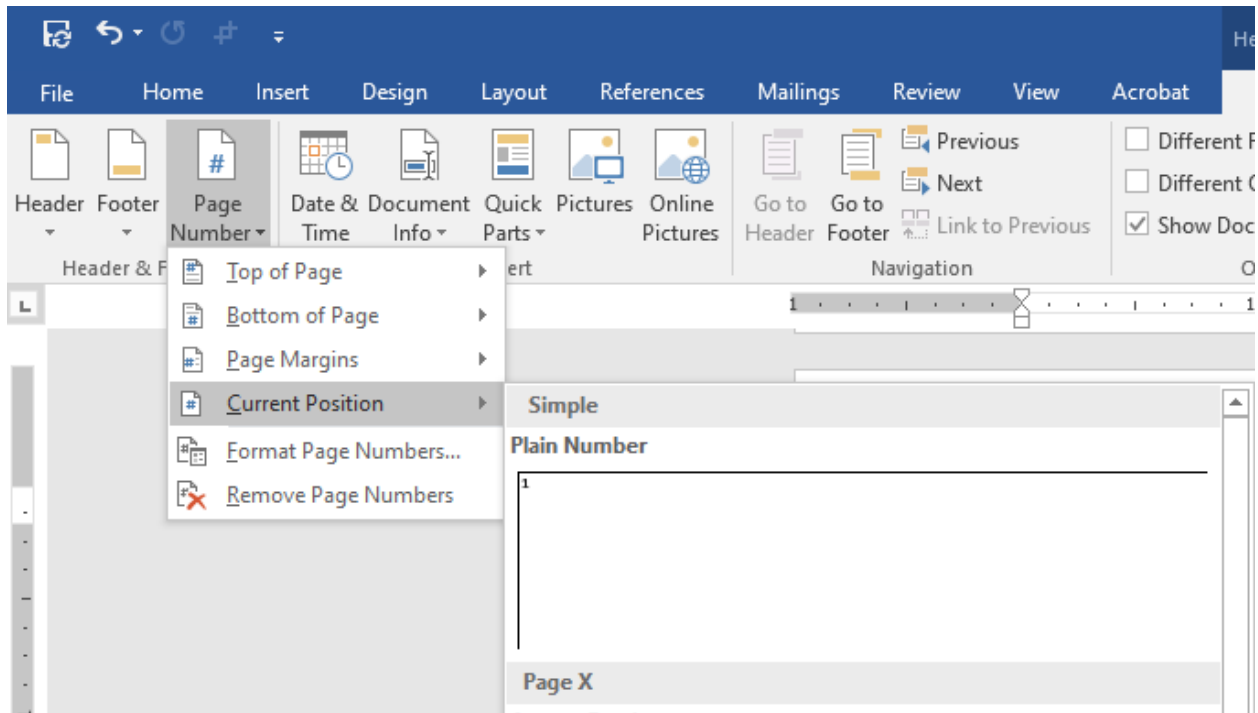 He
File Home Insert Design Layout References Mailings Review View Acrobat
Header Footer Page Number Date & Time Document Info Quick Parts Pictures Online Pictures Go to Header Go to Footer
Previous
Next
Link to Previous
Different F
Different O
Show Doc
Header & F
ert
Navigation
O
L
1 1
Top of Page
Bottom of Page
Page Margins
Current Position
Format Page Numbers...
Remove Page Numbers
Simple
Plain Number
1
Page X